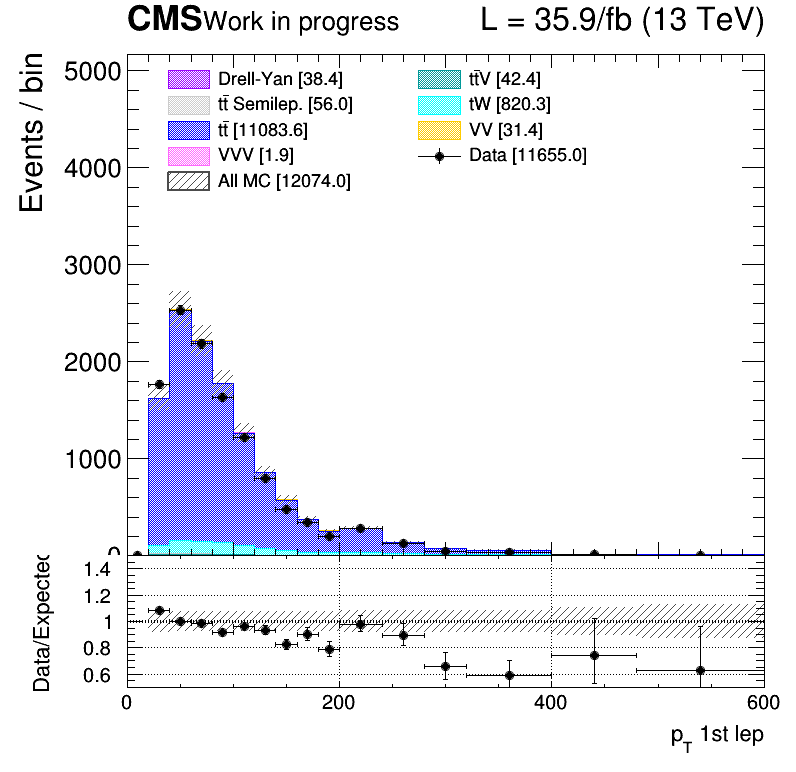 CMS Work in progress L = 35.9/fb (13 TeV)
Events / bin
5000
4000
3000
2000
1000
0
Drell-Yan [38.4]
tt̄ Semilep. [56.0]
tt̄ [11083.6]
VVV [1.9]
All MC [12074.0]
tt̄V [42.4]
tW [820.3]
VV [31.4]
Data [11655.0]
Data/Expected
1.4
1.2
1
0.8
0.6
0 200 400 600
p_T 1st lep